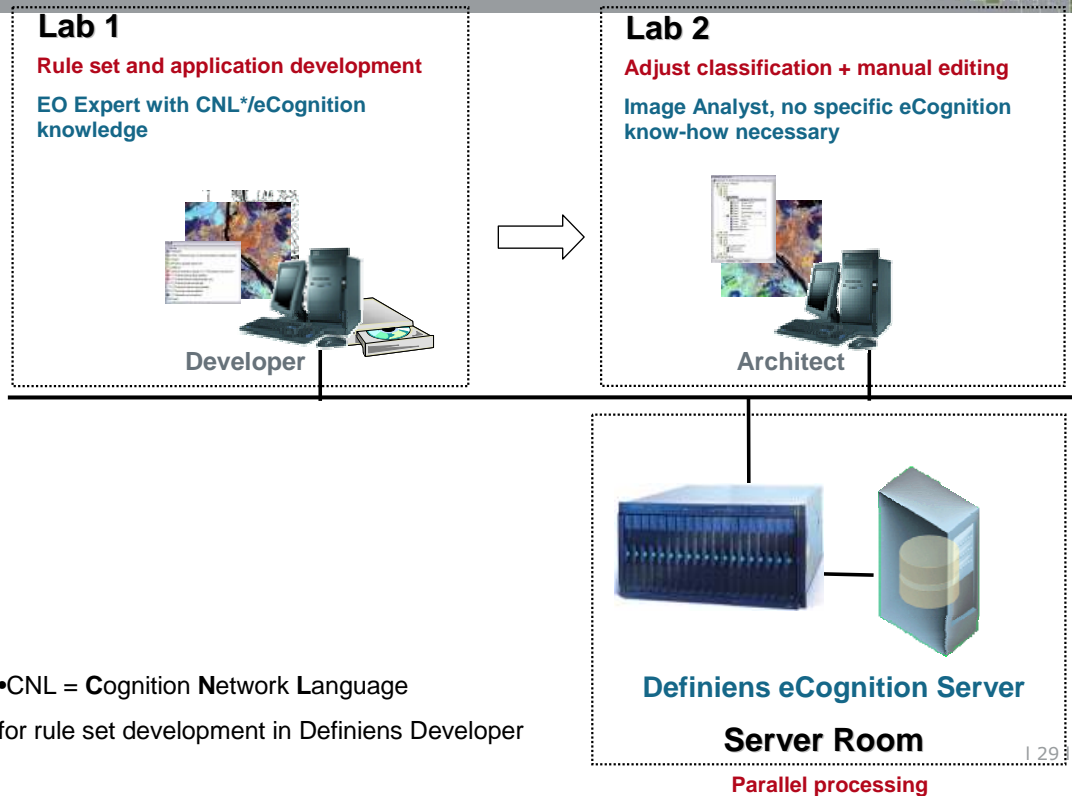 Lab 1
Rule set and application development
EO Expert with CNL*/eCognition
knowledge
Developer
Lab 2
Adjust classification + manual editing
Image Analyst, no specific eCognition
know-how necessary
Architect
Definiens eCognition Server
Server Room
Parallel processing
•CNL = Cognition Network Language
for rule set development in Definiens Developer
I 29 I